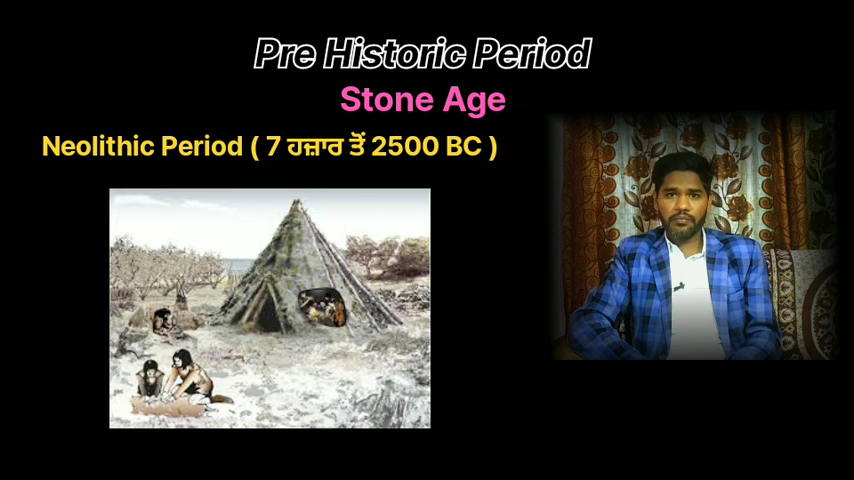 Pre Historic Period
Stone Age
Neolithic Period ( 7 ਹਜ਼ਾਰ ਤੋਂ 2500 BC )